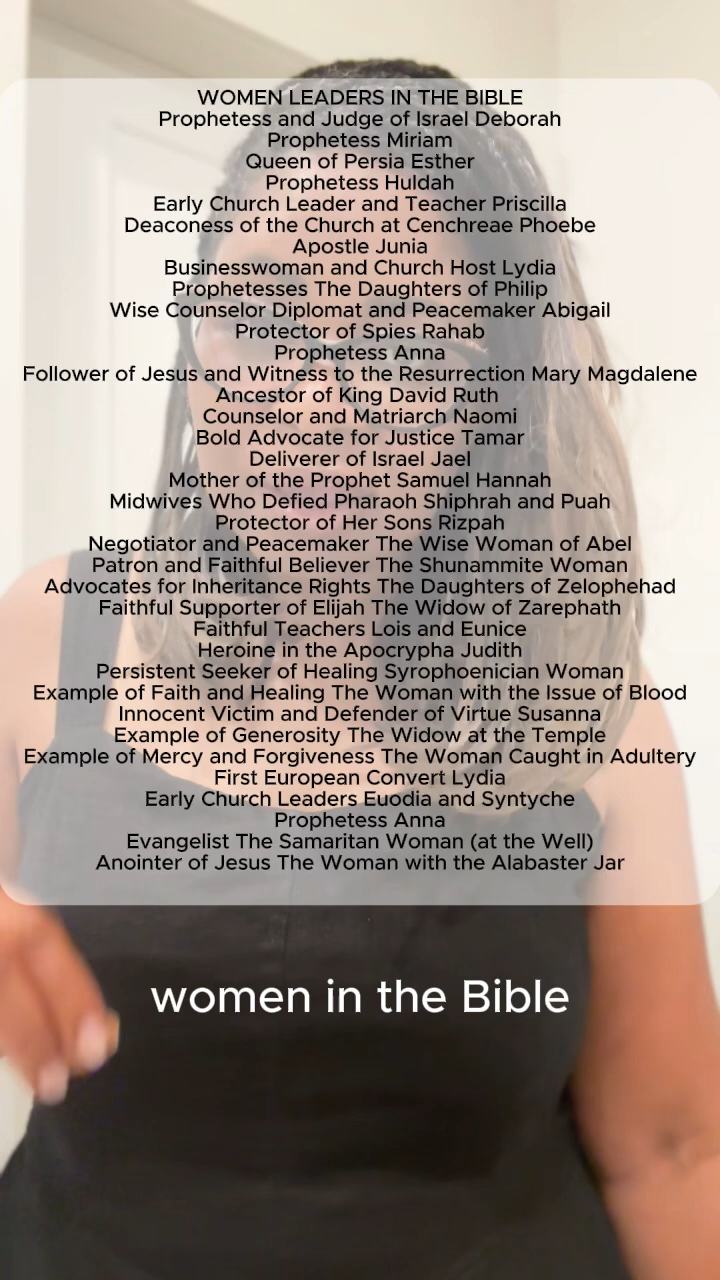 WOMEN LEADERS IN THE BIBLE
Prophetess and Judge of Israel Deborah
Prophetess Miriam
Queen of Persia Esther
Prophetess Huldah
Early Church Leader and Teacher Priscilla
Deaconess of the Church at Cenchreae Phoebe
Apostle Junia
Businesswoman and Church Host Lydia
Prophetesses The Daughters of Philip
Wise Counselor Diplomat and Peacemaker Abigail
Protector of Spies Rahab
Prophetess Anna
Follower of Jesus and Witness to the Resurrection Mary Magdalene
Ancestor of King David Ruth
Counselor and Matriarch Naomi
Bold Advocate for Justice Tamar
Deliverer of Israel Jael
Mother of the Prophet Samuel Hannah
Midwives Who Defied Pharaoh Shiphrah and Puah
Protector of Her Sons Rizpah
Negotiator and Peacemaker The Wise Woman of Abel
Patron and Faithful Believer The Shunammite Woman
Advocates for Inheritance Rights The Daughters of Zelophehad
Faithful Supporter of Elijah The Widow of Zarephath
Faithful Teachers Lois and Eunice
Heroine in the Apocrypha Judith
Persistent Seeker of Healing Syrophoenician Woman
Example of Faith and Healing The Woman with the Issue of Blood
Innocent Victim and Defender of Virtue Susanna
Example of Generosity The Widow at the Temple
Example of Mercy and Forgiveness The Woman Caught in Adultery
First European Convert Lydia
Early Church Leaders Euodia and Syntyche
Prophetess Anna
Evangelist The Samaritan Woman (at the Well)
Anointer of Jesus The Woman with the Alabaster Jar
women in the Bible